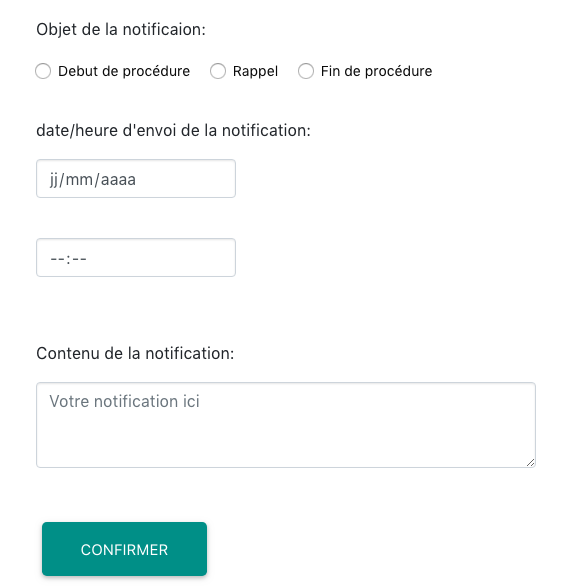 Objet de la notificaion:
Debut de procédure Rappel Fin de procédure
date/heure d'envoi de la notification:
jj/mm/aaaa
--:--
Contenu de la notification:
Votre notification ici
CONFIRMER